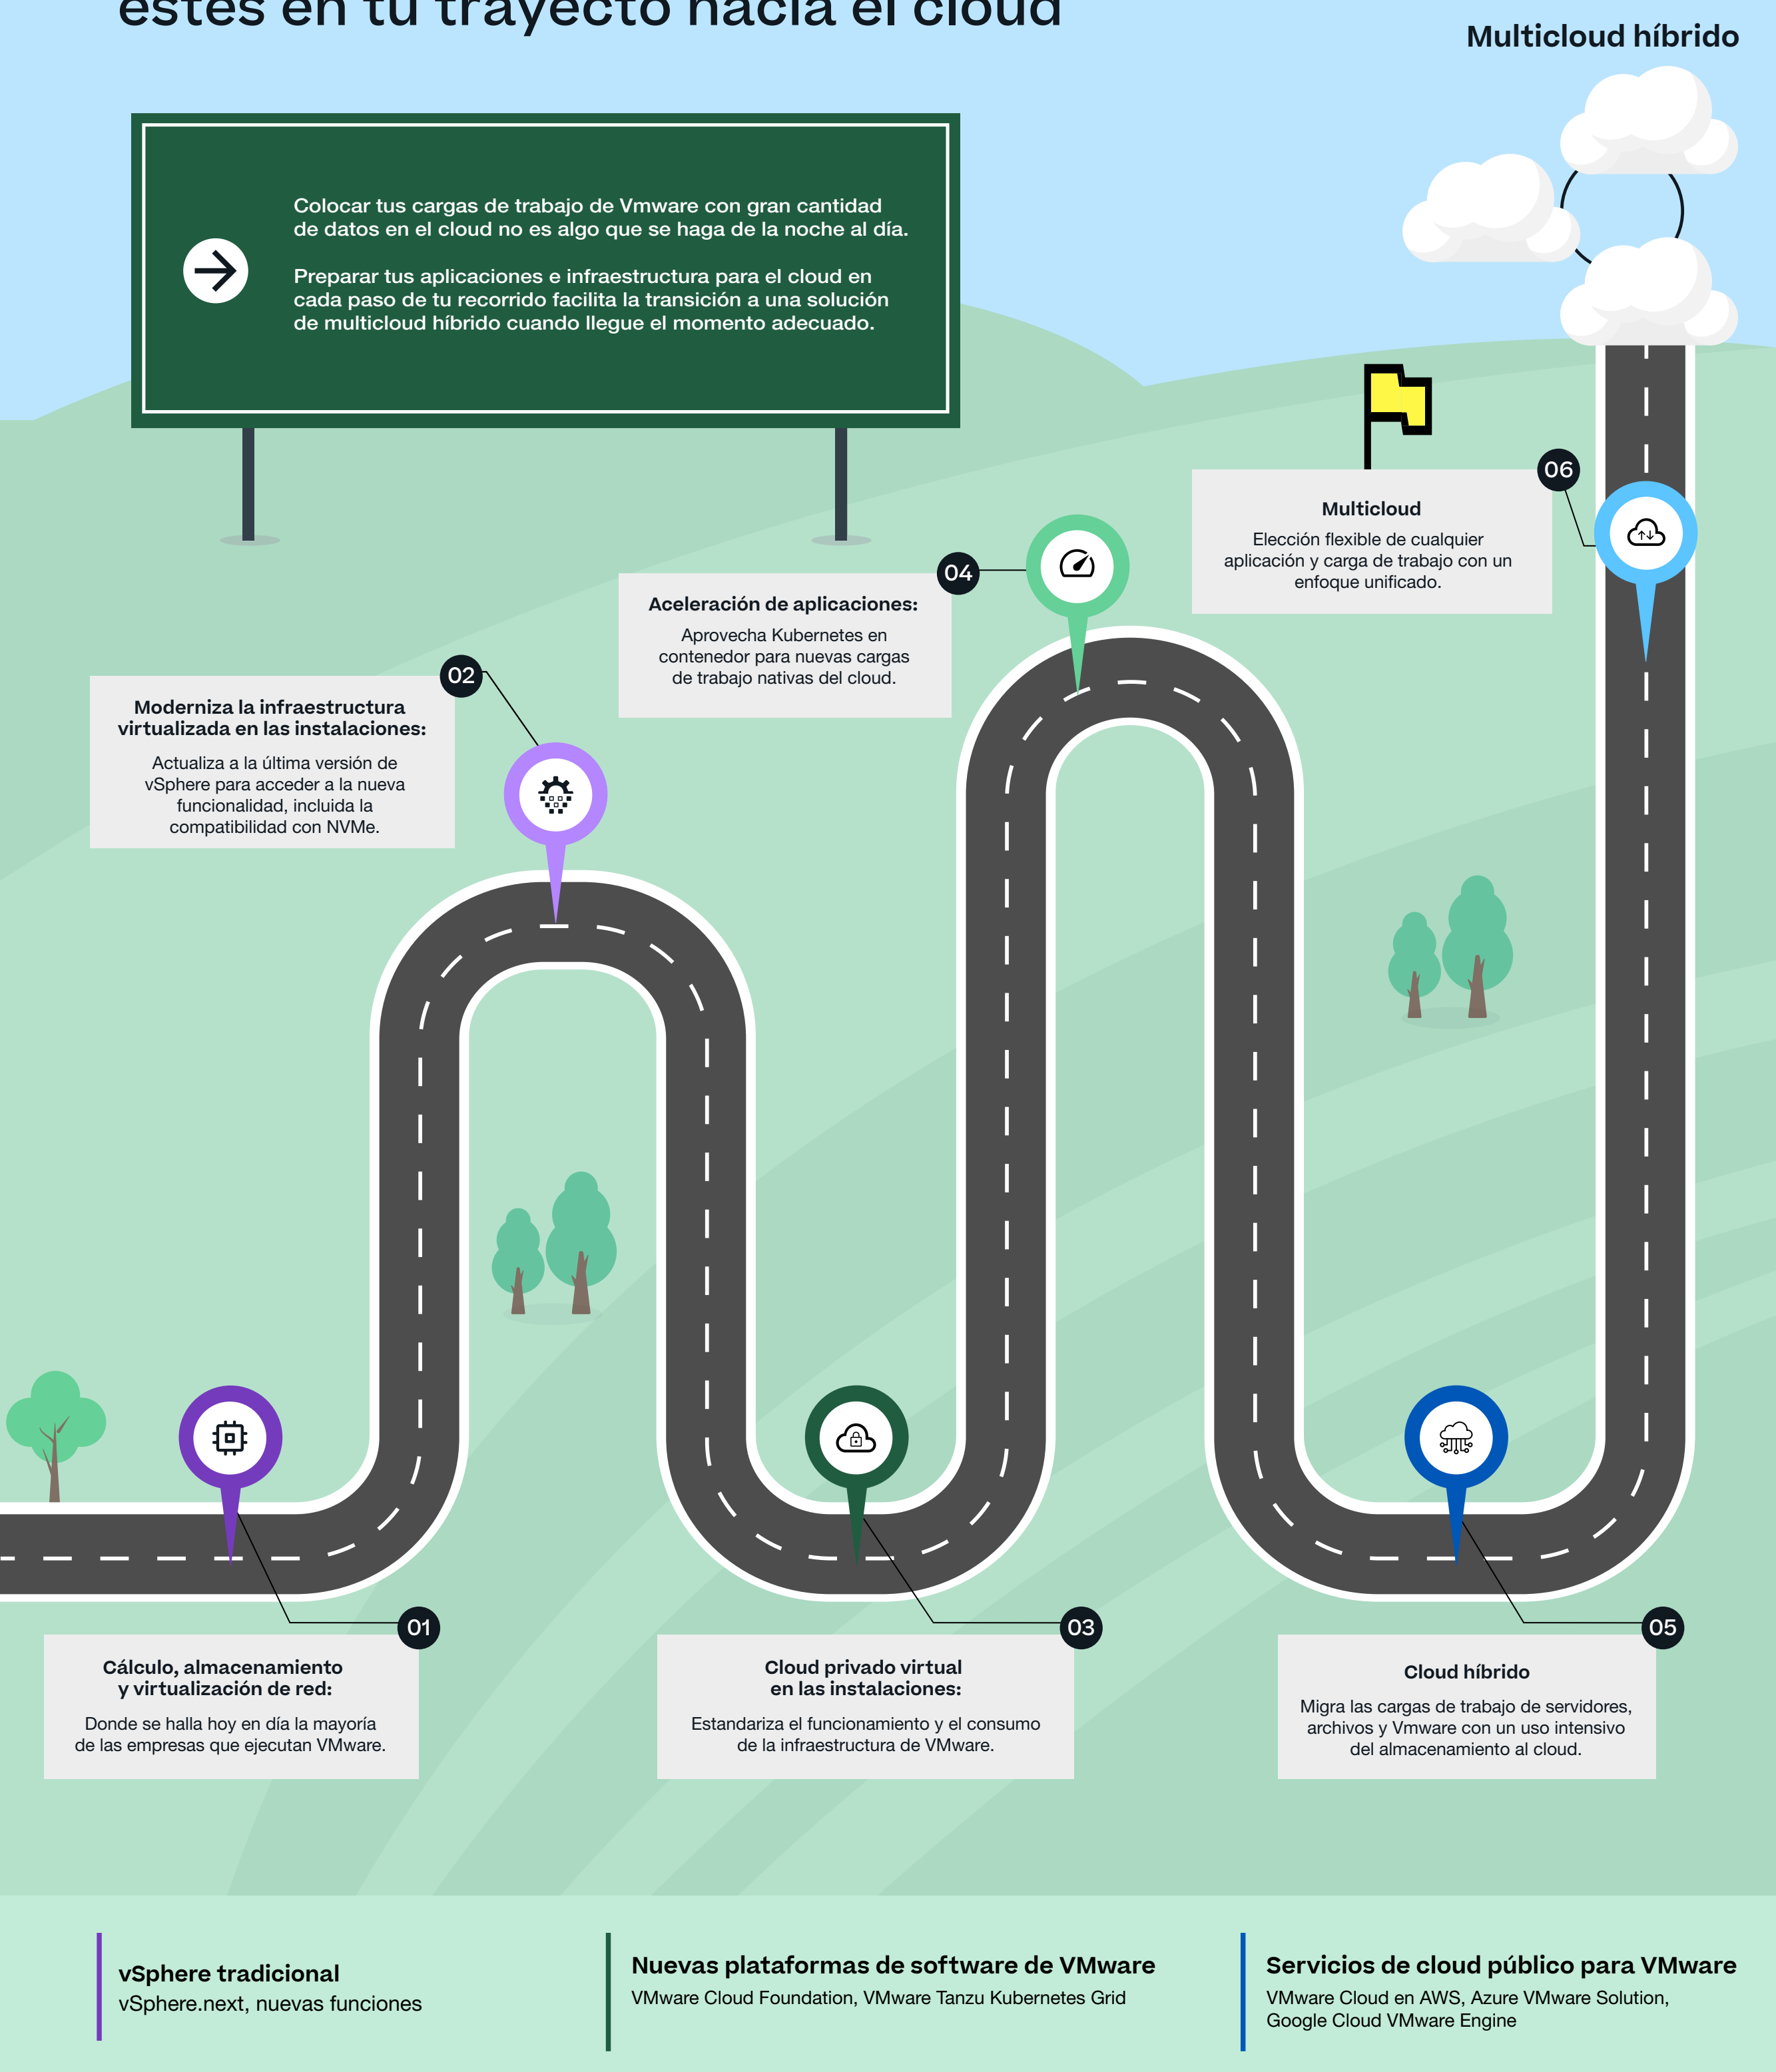 estés en tu trayecto hacia el cloud
Multicloud híbrido
Colocar tus cargas de trabajo de Vmware con gran cantidad
de datos en el cloud no es algo que se haga de la noche al día.
Preparar tus aplicaciones e infraestructura para el cloud en
cada paso de tu recorrido facilita la transición a una solución
de multicloud híbrido cuando llegue el momento adecuado.
06
Multicloud
Elección flexible de cualquier
aplicación y carga de trabajo con un
enfoque unificado.
04
Aceleración de aplicaciones:
Aprovecha Kubernetes en
contenedor para nuevas cargas
de trabajo nativas del cloud.
02
Moderniza la infraestructura
virtualizada en las instalaciones:
Actualiza a la última versión de
vSphere para acceder a la nueva
funcionalidad, incluida la
compatibilidad con NVMe.
01
Cálculo, almacenamiento
y virtualización de red:
Donde se halla hoy en día la mayoría
de las empresas que ejecutan VMware.
03
Cloud privado virtual
en las instalaciones:
Estandariza el funcionamiento y el consumo
de la infraestructura de VMware.
05
Cloud híbrido
Migra las cargas de trabajo de servidores,
archivos y Vmware con un uso intensivo
del almacenamiento al cloud.
vSphere tradicional
vSphere.next, nuevas funciones
Nuevas plataformas de software de VMware
VMware Cloud Foundation, VMware Tanzu Kubernetes Grid
Servicios de cloud público para VMware
VMware Cloud en AWS, Azure VMware Solution,
Google Cloud VMware Engine